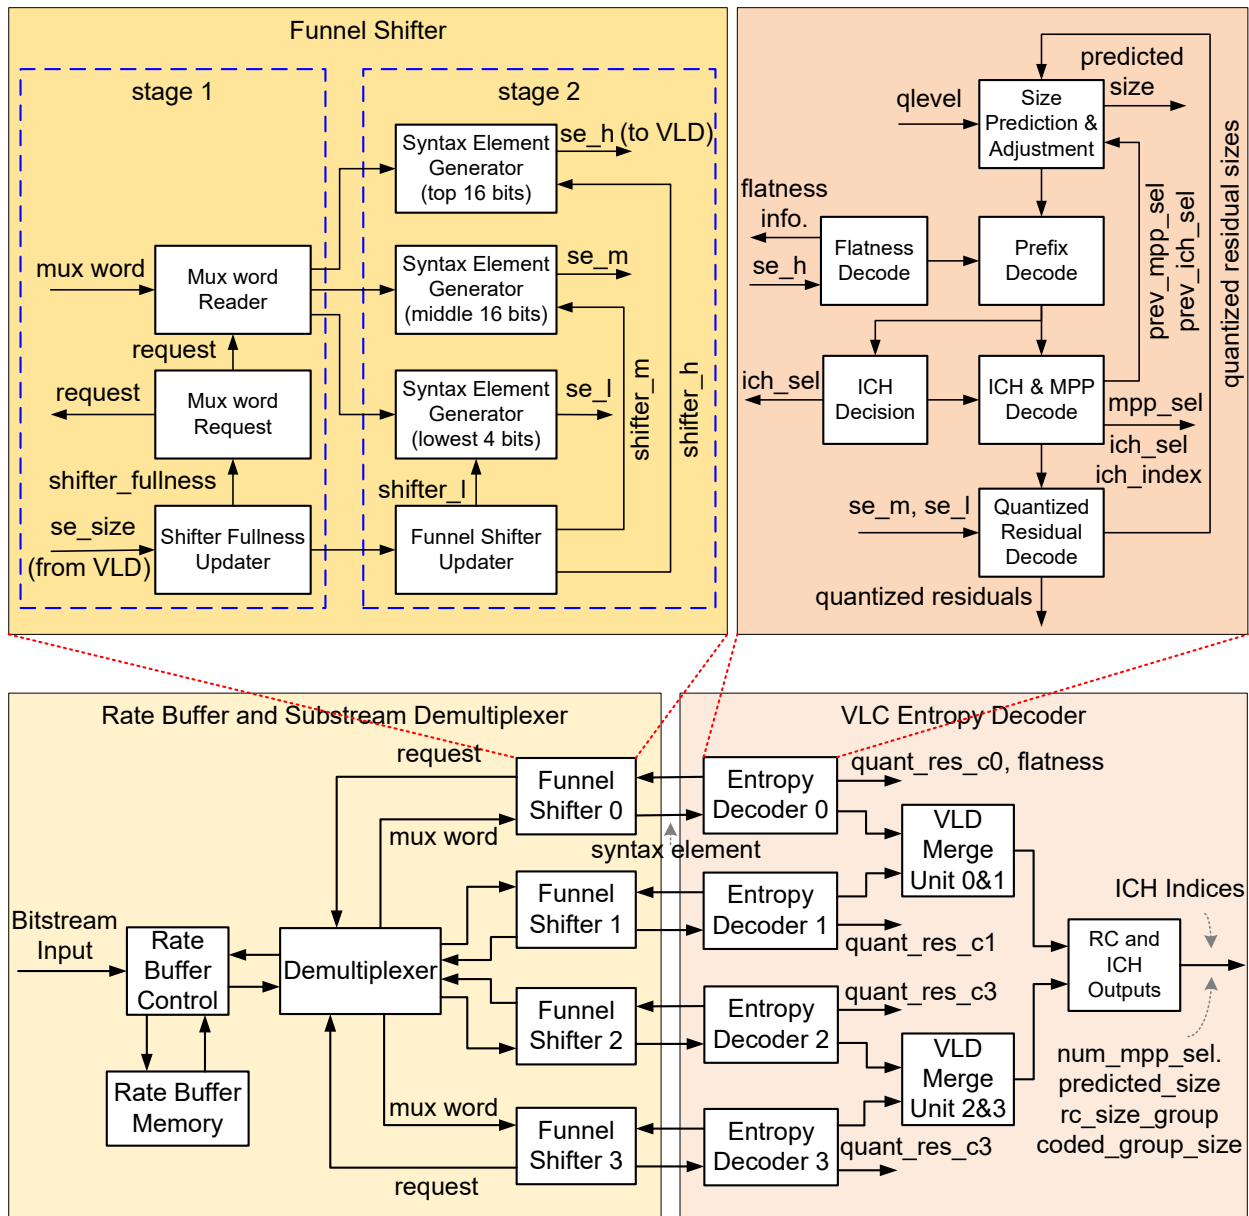 Funnel Shifter
stage 1
stage 2
Syntax Element
Generator
(top 16 bits)
se_h (to VLD)
mux word
Mux word
Reader
Syntax Element
Generator
(middle 16 bits)
se_m
request
request
Mux word
Request
Syntax Element
Generator
(lowest 4 bits)
se_l
shifter_m
shifter_h
shifter_fullness
shifter_l
se_size
(from VLD)
Shifter Fullness
Updater
Funnel Shifter
Updater
predicted
size
qlevel
Size
Prediction &
Adjustment
flatness
info.
se_h
Flatness
Decode
Prefix
Decode
prev_mpp_sel
prev_ich_sel
quantized residual sizes
ich_sel
ICH
Decision
ICH & MPP
Decode
mpp_sel
ich_sel
ich_index
se_m, se_l
Quantized
Residual
Decode
quantized residuals
Rate Buffer and Substream Demultiplexer
request
Funnel
Shifter 0
mux word
syntax element
Funnel
Shifter 1
Bitstream
Input
Rate
Buffer
Control
Demultiplexer
Funnel
Shifter 2
Rate Buffer
Memory
mux word
Funnel
Shifter 3
request
VLC Entropy Decoder
Entropy
Decoder 0
quant_res_c0, flatness
VLD
Merge
Unit 0&1
Entropy
Decoder 1
quant_res_c1
ICH Indices
RC and
ICH
Outputs
Entropy
Decoder 2
quant_res_c3
VLD
Merge
Unit 2&3
num_mpp_sel.
predicted_size
rc_size_group
coded_group_size
Entropy
Decoder 3
quant_res_c3